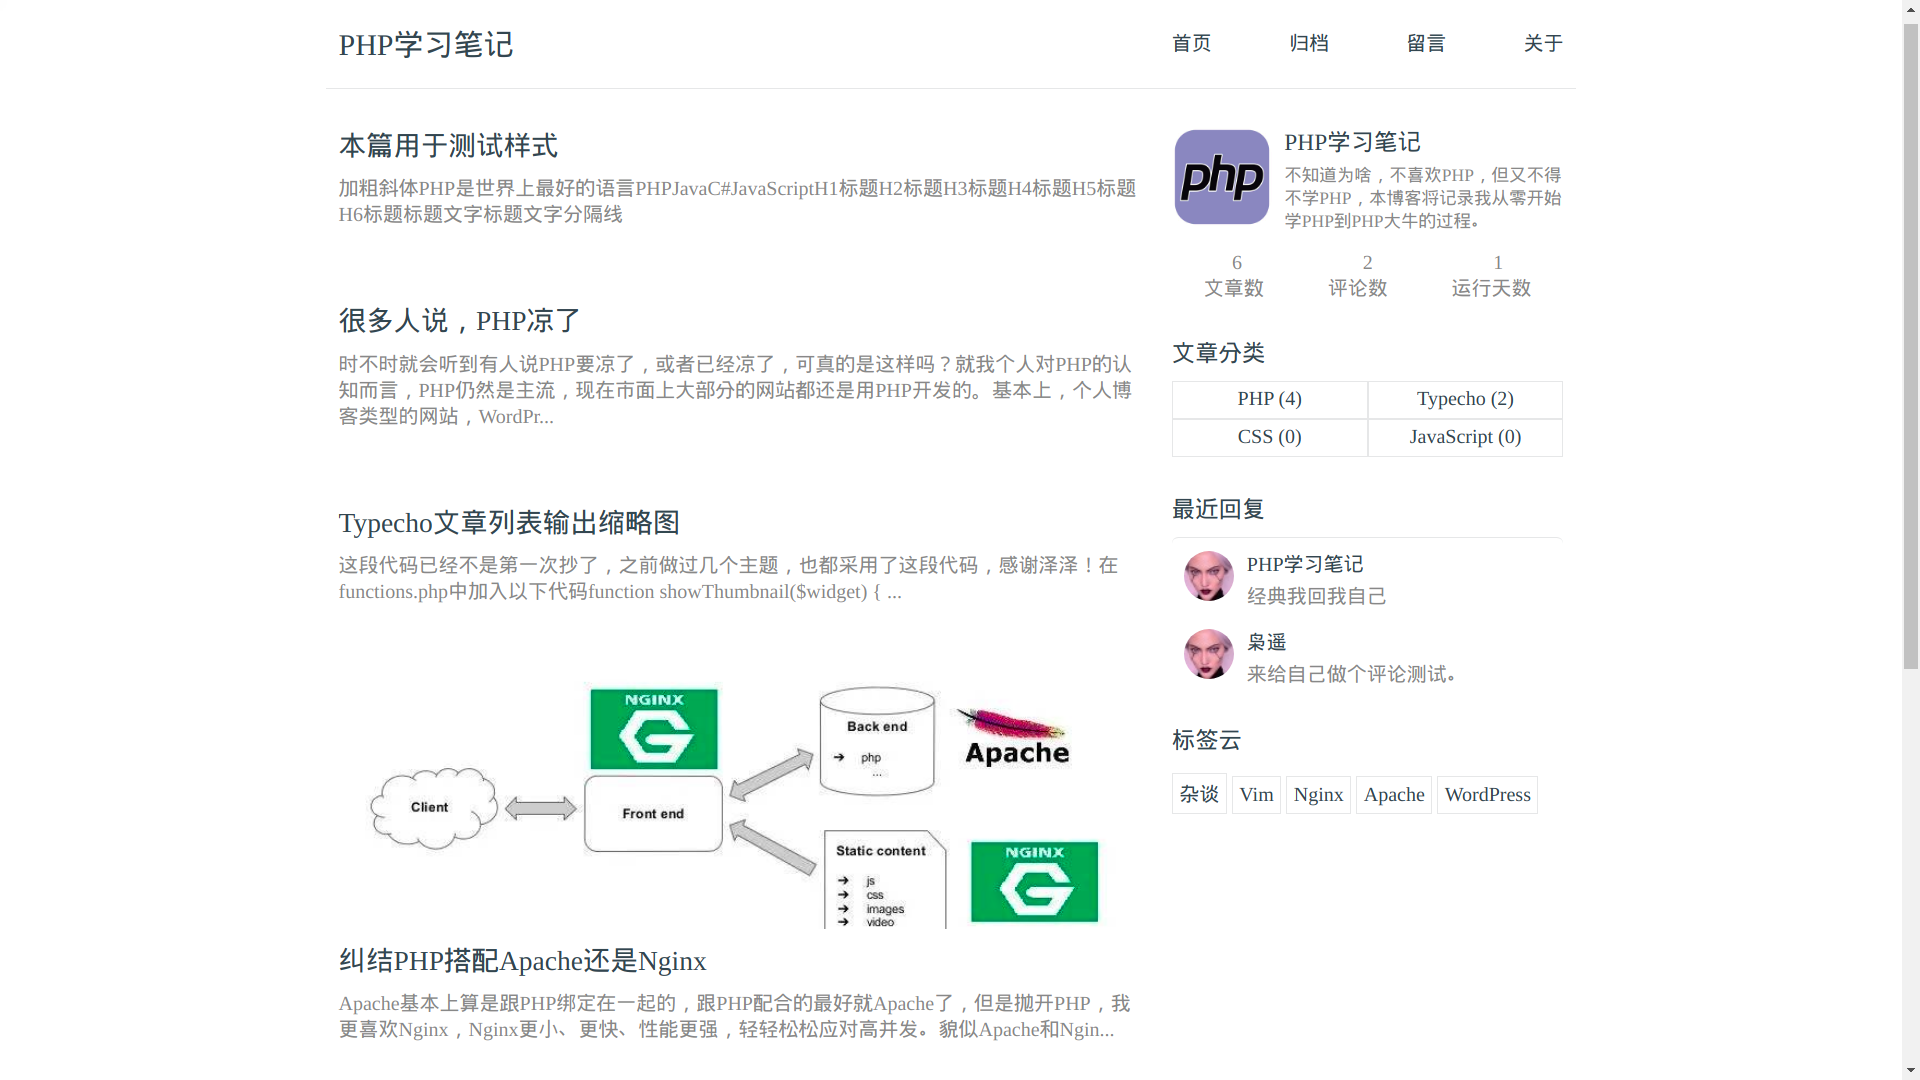 PHP学习笔记
首页 归档 留言 关于
本篇用于测试样式
加粗斜体PHP是世界上最好的语言PHPJavaC#JavaScriptH1标题H2标题H3标题H4标题H5标题
H6标题标题文字标题文字分隔线
很多人说，PHP凉了
时不时就会听到有人说PHP要凉了，或者已经凉了，可真的是这样吗？就我个人对PHP的认
知而言，PHP仍然是主流，现在市面上大部分的网站都还是用PHP开发的。基本上，个人博
客类型的网站，WordPr...
Typecho文章列表输出缩略图
这段代码已经不是第一次抄了，之前做过几个主题，也都采用了这段代码，感谢泽泽！在
functions.php中加入以下代码function showThumbnail($widget) { ...
NGINX
Back end
➔ php
...
Apache
Client
Front end
Static content
➔ js
➔ css
➔ images
➔ video
NGINX
纠结PHP搭配Apache还是Nginx
Apache基本上算是跟PHP绑定在一起的，跟PHP配合的最好就Apache了，但是抛开PHP，我
更喜欢Nginx，Nginx更小、更快、性能更强，轻轻松松应对高并发。貌似Apache和Ngin...
php
PHP学习笔记
不知道为啥，不喜欢PHP，但又不得
不学PHP，本博客将记录我从零开始
学PHP到PHP大牛的过程。
6 2 1
文章数 评论数 运行天数
文章分类
PHP (4) Typecho (2)
CSS (0) JavaScript (0)
最近回复
PHP学习笔记
经典我回我自己
枭遥
来给自己做个评论测试。
标签云
杂谈 Vim Nginx Apache WordPress